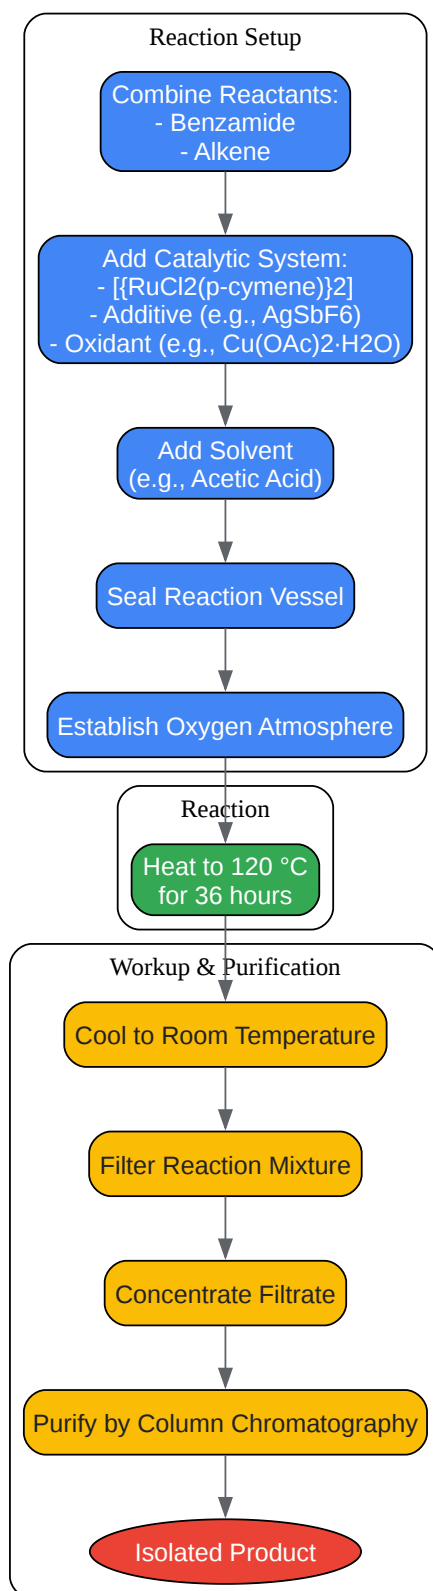 Reaction Setup
Combine Reactants:
- Benzamide
- Alkene
Add Catalytic System:
- [{RuCl2(p-cymene)}2]
- Additive (e.g., AgSbF6)
- Oxidant (e.g., Cu(OAc)2·H2O)
Add Solvent
(e.g., Acetic Acid)
Seal Reaction Vessel
Establish Oxygen Atmosphere
Reaction
Heat to 120 °C
for 36 hours
Workup & Purification
Cool to Room Temperature
Filter Reaction Mixture
Concentrate Filtrate
Purify by Column Chromatography
Isolated Product